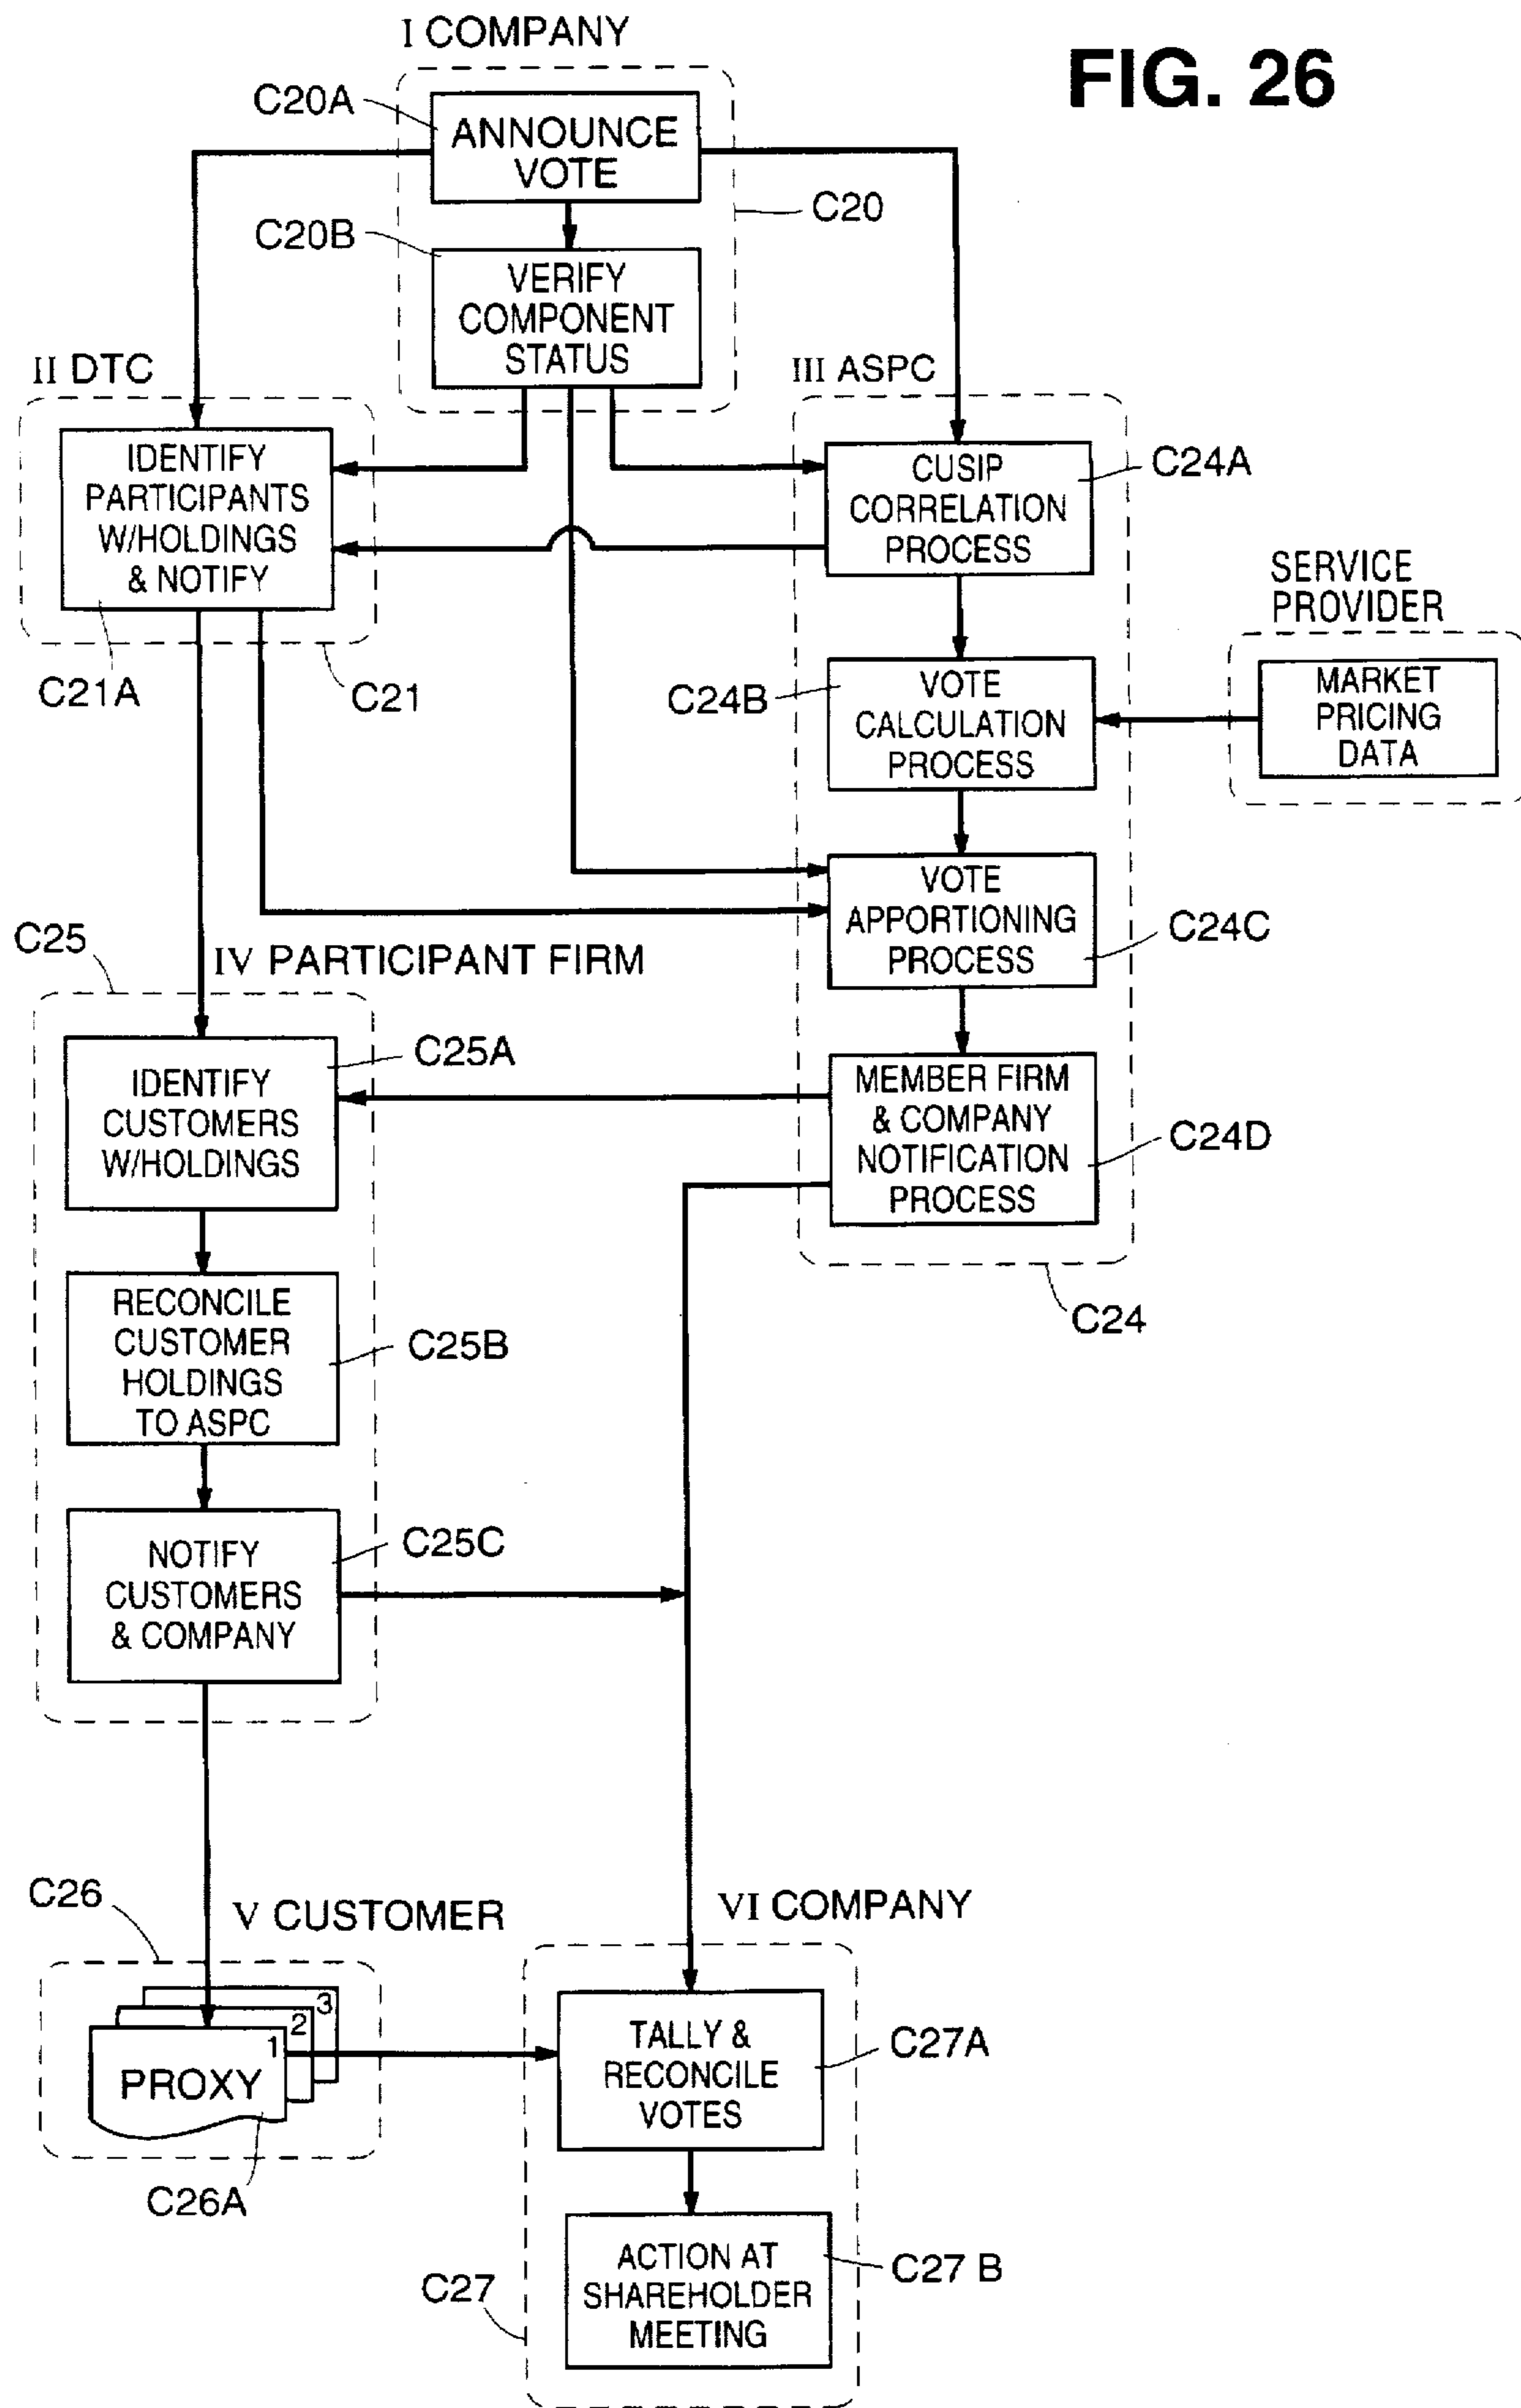 I COMPANY
FIG. 26
C20A
ANNOUNCE
VOTE
C20
C20B
VERIFY
COMPONENT
STATUS
II DTC
III ASPC
IDENTIFY
PARTICIPANTS
W/HOLDINGS
& NOTIFY
C21A
C21
CUSIP
CORRELATION
PROCESS
C24A
SERVICE
PROVIDER
MARKET
PRICING
DATA
C24B
VOTE
CALCULATION
PROCESS
VOTE
APPORTIONING
PROCESS
C24C
C25
IV PARTICIPANT FIRM
IDENTIFY
CUSTOMERS
W/HOLDINGS
C25A
MEMBER FIRM
& COMPANY
NOTIFICATION
PROCESS
C24D
C24
RECONCILE
CUSTOMER
HOLDINGS
TO ASPC
C25B
NOTIFY
CUSTOMERS
& COMPANY
C25C
C26
V CUSTOMER
VI COMPANY
3
2
1
PROXY
C26A
TALLY &
RECONCILE
VOTES
C27A
ACTION AT
SHAREHOLDER
MEETING
C27 B
C27